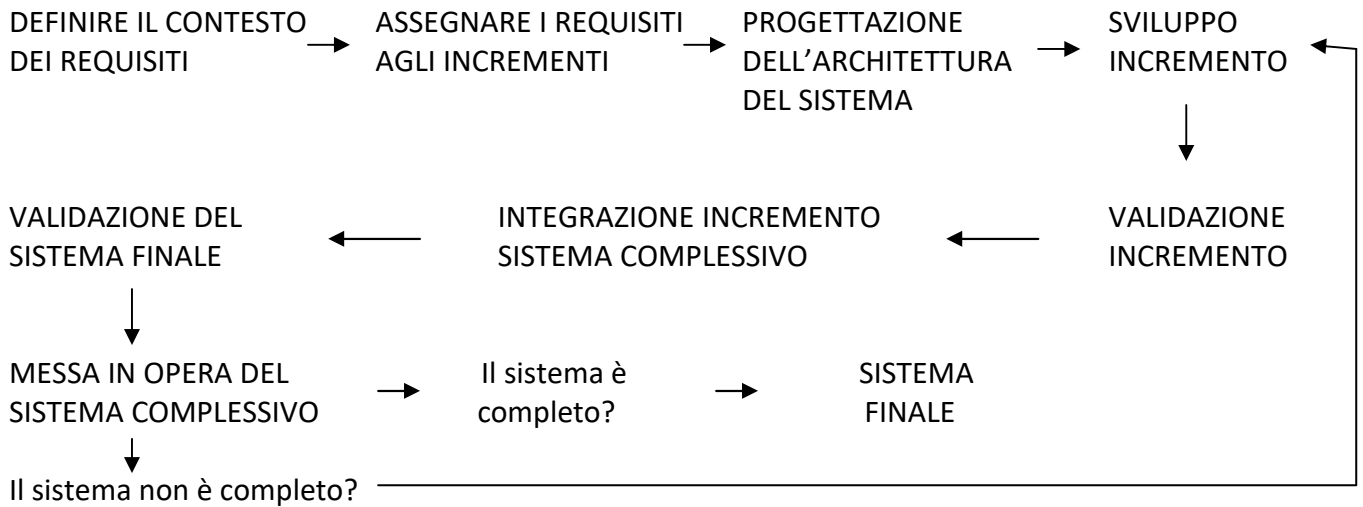 DEFINIRE IL CONTESTO
DEI REQUISITI
ASSEGNARE I REQUISITI
AGLI INCREMENTI
PROGETTAZIONE
DELL’ARCHITETTURA
DEL SISTEMA
SVILUPPO
INCREMENTO
VALIDAZIONE DEL
SISTEMA FINALE
INTEGRAZIONE INCREMENTO
SISTEMA COMPLESSIVO
VALIDAZIONE
INCREMENTO
MESSA IN OPERA DEL
SISTEMA COMPLESSIVO
Il sistema è
completo?
SISTEMA
FINALE
Il sistema non è completo?